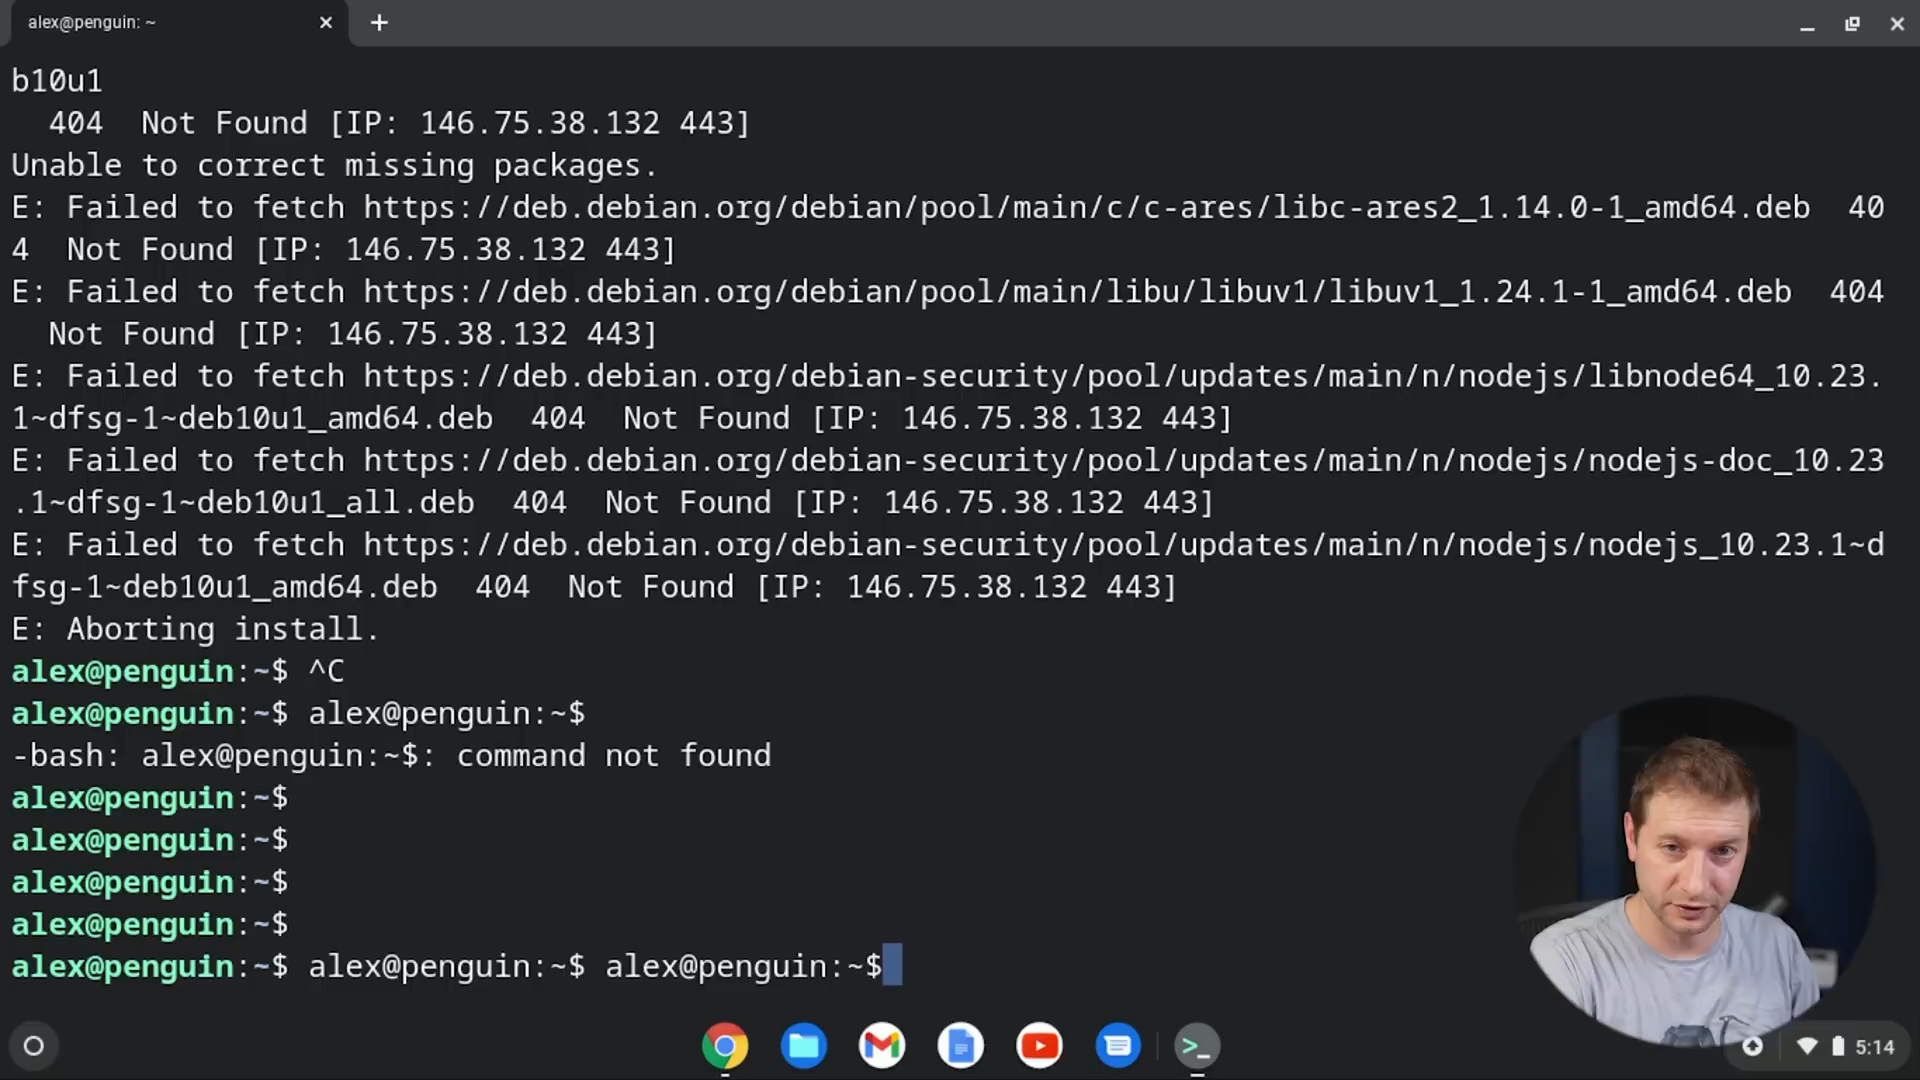 alex@penguin: ~
b10u1
  404  Not Found [IP: 146.75.38.132 443]
Unable to correct missing packages.
E: Failed to fetch https://deb.debian.org/debian/pool/main/c/c-ares/libc-ares2_1.14.0-1_amd64.deb  40
4  Not Found [IP: 146.75.38.132 443]
E: Failed to fetch https://deb.debian.org/debian/pool/main/libu/libuv1/libuv1_1.24.1-1_amd64.deb  404
  Not Found [IP: 146.75.38.132 443]
E: Failed to fetch https://deb.debian.org/debian-security/pool/updates/main/n/nodejs/libnode64_10.23.
1~dfsg-1~deb10u1_amd64.deb  404  Not Found [IP: 146.75.38.132 443]
E: Failed to fetch https://deb.debian.org/debian-security/pool/updates/main/n/nodejs/nodejs-doc_10.23
.1~dfsg-1~deb10u1_all.deb  404  Not Found [IP: 146.75.38.132 443]
E: Failed to fetch https://deb.debian.org/debian-security/pool/updates/main/n/nodejs/nodejs_10.23.1~d
fsg-1~deb10u1_amd64.deb  404  Not Found [IP: 146.75.38.132 443]
E: Aborting install.
alex@penguin:~$ ^C
alex@penguin:~$ alex@penguin:~$
-bash: alex@penguin:~$: command not found
alex@penguin:~$
alex@penguin:~$
alex@penguin:~$
alex@penguin:~$
alex@penguin:~$ alex@penguin:~$ alex@penguin:~$
5:14